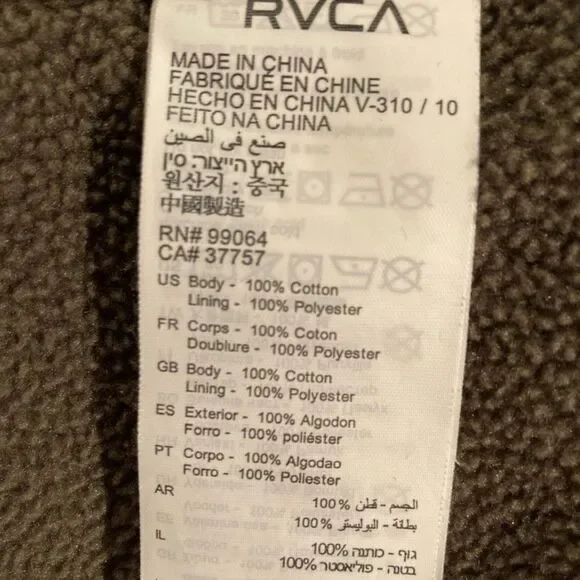 RVCA
MADE IN CHINA
FABRIQUÉ EN CHINE
HECHO EN CHINA V-310 / 10
FEITO NA CHINA
صنع في الصين
ארץ הייצור: סין
원산지 : 중국
中國製造
RN# 99064
CA# 37757
US Body - 100% Cotton
Lining - 100% Polyester
FR Corps - 100% Coton
Doublure - 100% Polyester
GB Body - 100% Cotton
Lining - 100% Polyester
ES Exterior - 100% Algodon
Forro - 100% poliéster
PT Corpo - 100% Algodao
Forro - 100% Poliester
AR الجسم - قطن 100%
بطانة - البوليستر 100%
IL גוף - כותנה 100%
בטנה - פוליאסטר 100%